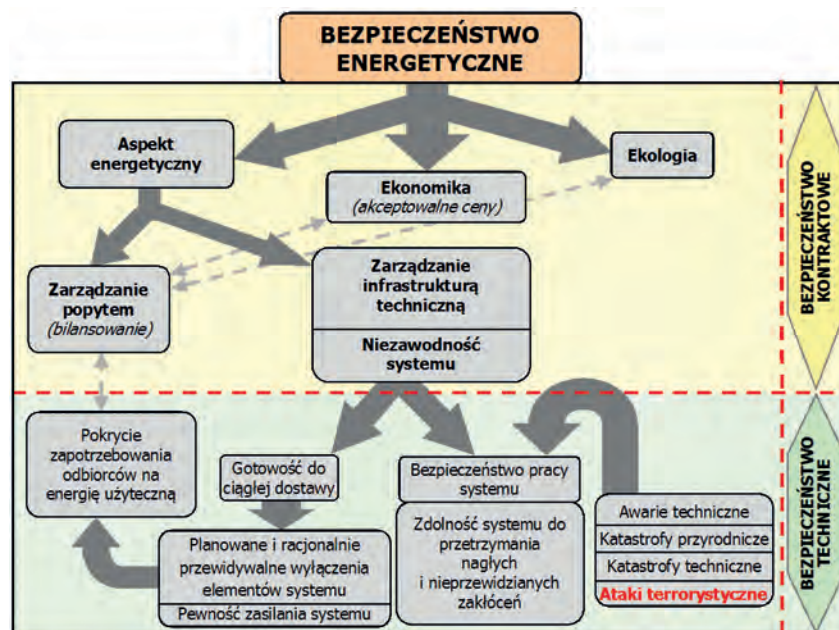 BEZPIECZEŃSTWO
ENERGETYCZNE
Aspekt
energetyczny
Ekonomika
(akceptowalne ceny)
Ekologia
Zarządzanie
popytem
(bilansowanie)
Zarządzanie
infrastrukturą
techniczną
Niezawodność
systemu
BEZPIECZEŃSTWO
KONTRAKTOWE
Pokrycie
zapotrzebowania
odbiorców na
energię użyteczną
Gotowość do
ciągłej dostawy
Bezpieczeństwo pracy
systemu
Planowane i racjonalnie
przewidywalne wyłączenia
elementów systemu
Pewność zasilania systemu
Zdolność systemu do
przetrzymania
nagłych
i nieprzewidzianych
zakłóceń
Awarie techniczne
Katastrofy przyrodnicze
Katastrofy techniczne
Ataki terrorystyczne
BEZPIECZEŃSTWO
TECHNICZNE